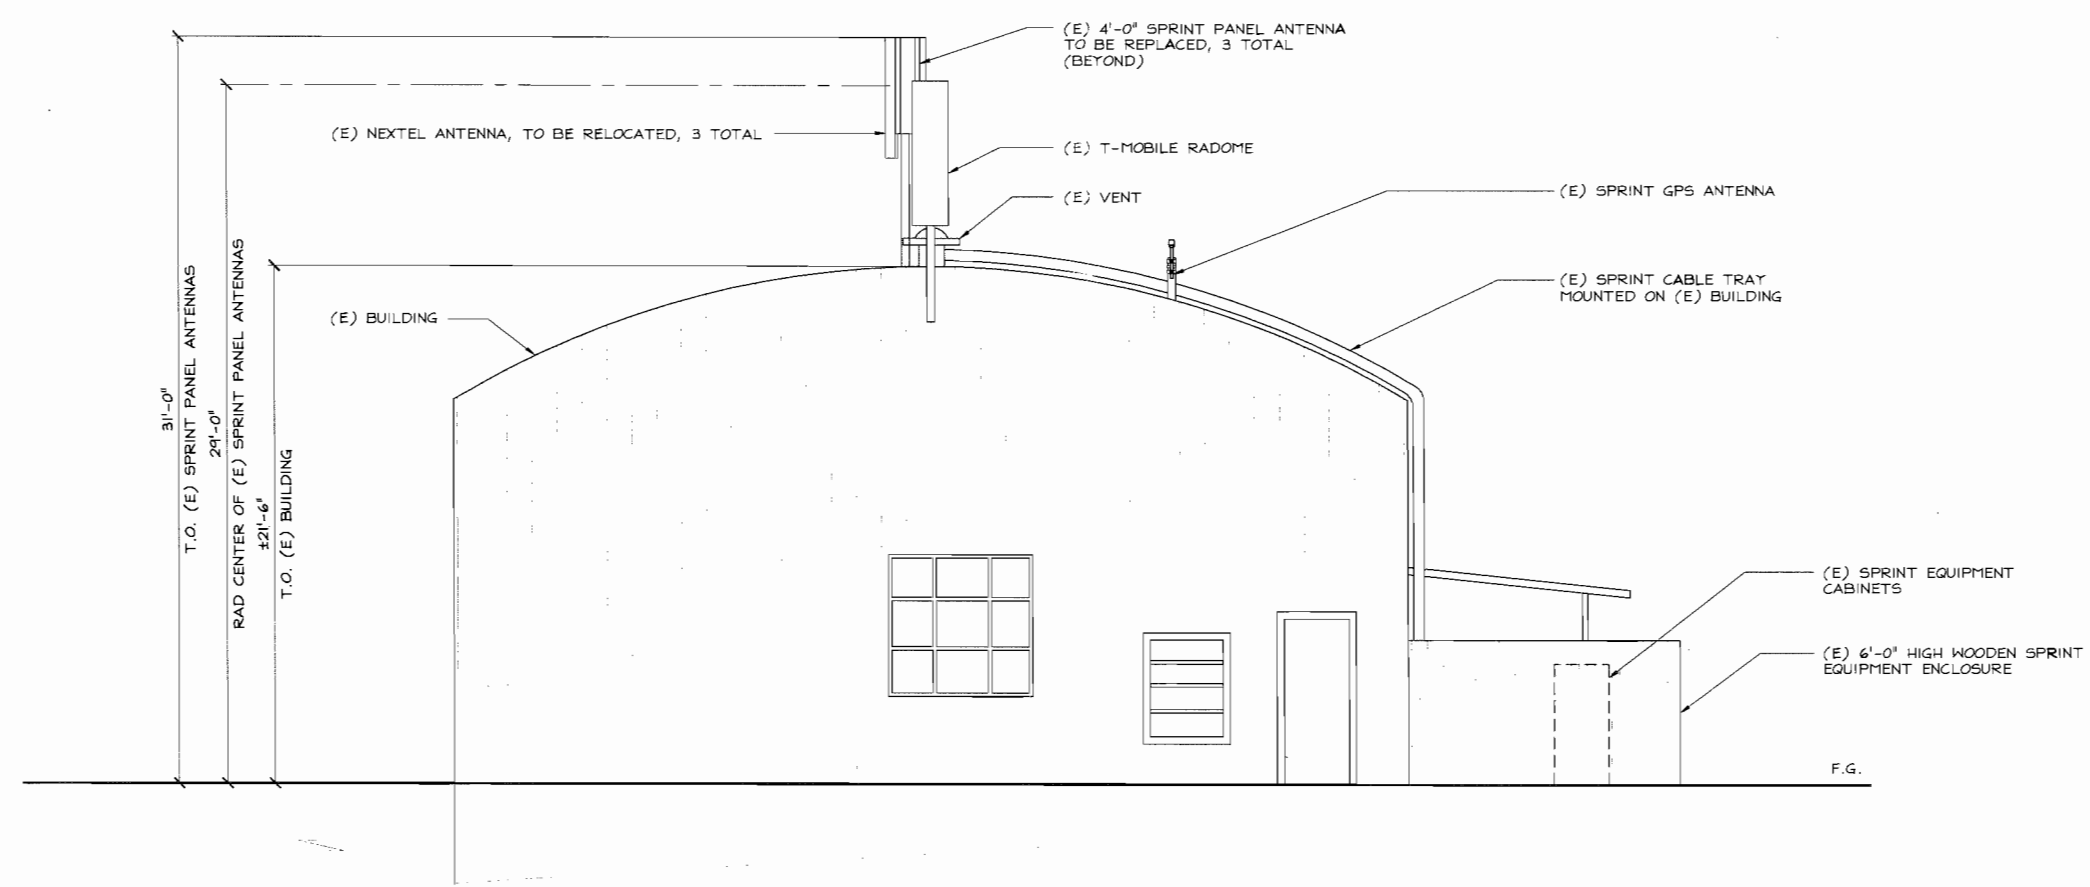 (E) 4'-0" SPRINT PANEL ANTENNA
TO BE REPLACED, 3 TOTAL
(BEYOND)
(E) NEXTEL ANTENNA, TO BE RELOCATED, 3 TOTAL
(E) T-MOBILE RADOME
(E) VENT
(E) SPRINT GPS ANTENNA
(E) SPRINT CABLE TRAY
MOUNTED ON (E) BUILDING
(E) BUILDING
31'-0"
T.O. (E) SPRINT PANEL ANTENNAS
29'-0"
RAD CENTER OF (E) SPRINT PANEL ANTENNAS
±21'-6"
T.O. (E) BUILDING
(E) SPRINT EQUIPMENT
CABINETS
(E) 6'-0" HIGH WOODEN SPRINT
EQUIPMENT ENCLOSURE
F.G.